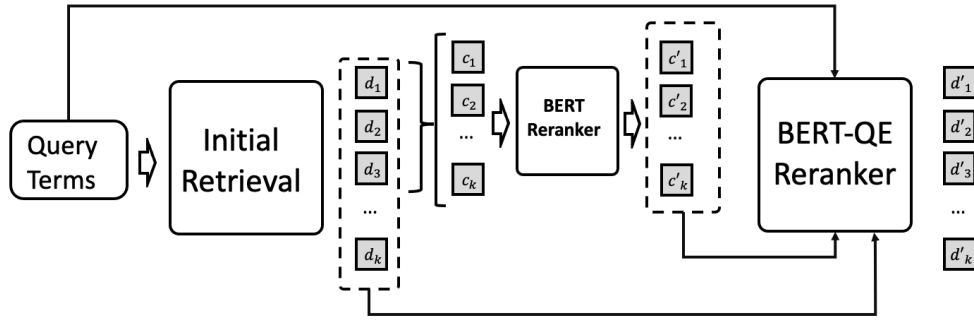 Query
Terms
Initial
Retrieval
d₁
d₂
d₃
...
dₖ
c₁
c₂
...
cₖ
BERT
Reranker
c'₁
c'₂
...
c'ₖ
BERT-QE
Reranker
d'₁
d'₂
d'₃
...
d'ₖ